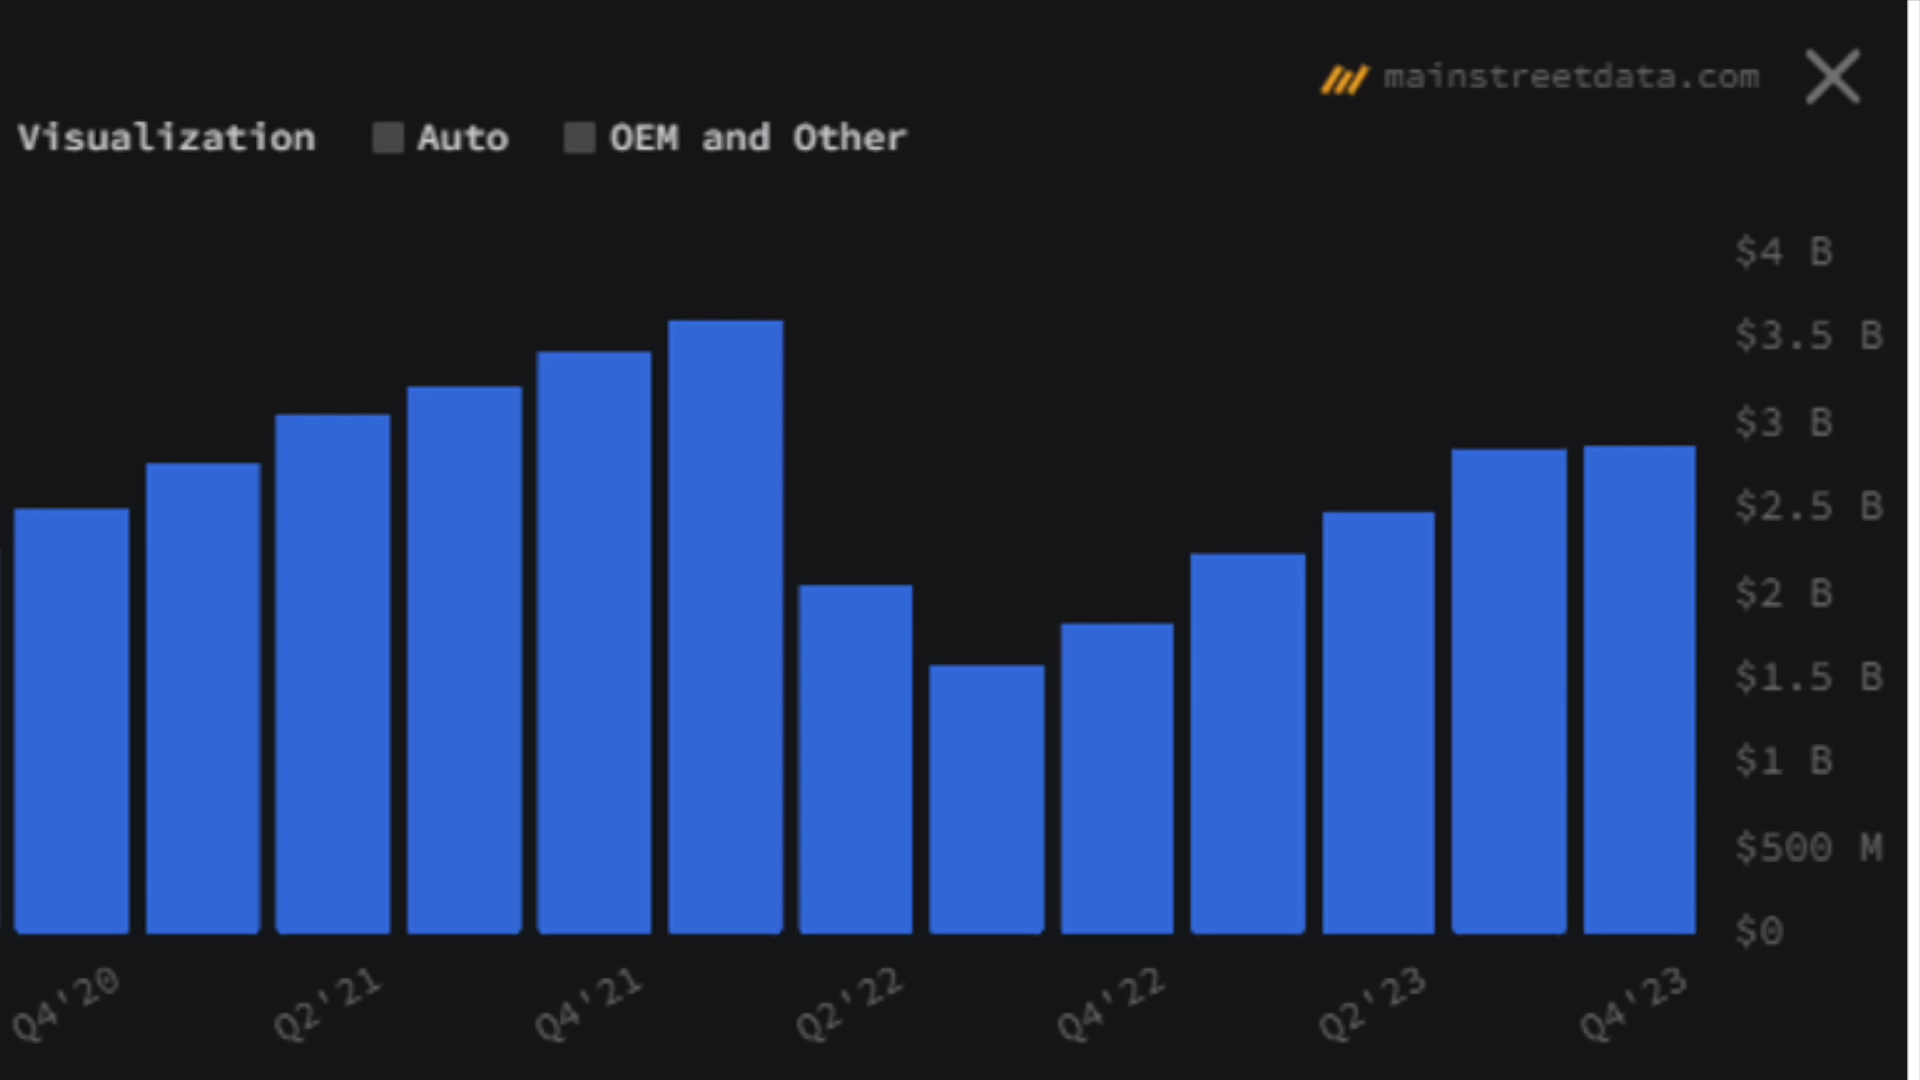 mainstreetdata.com
Visualization Auto OEM and Other
$4 B
$3.5 B
$3 B
$2.5 B
$2 B
$1.5 B
$1 B
$500 M
$0
Q4'20 Q2'21 Q4'21 Q2'22 Q4'22 Q2'23 Q4'23